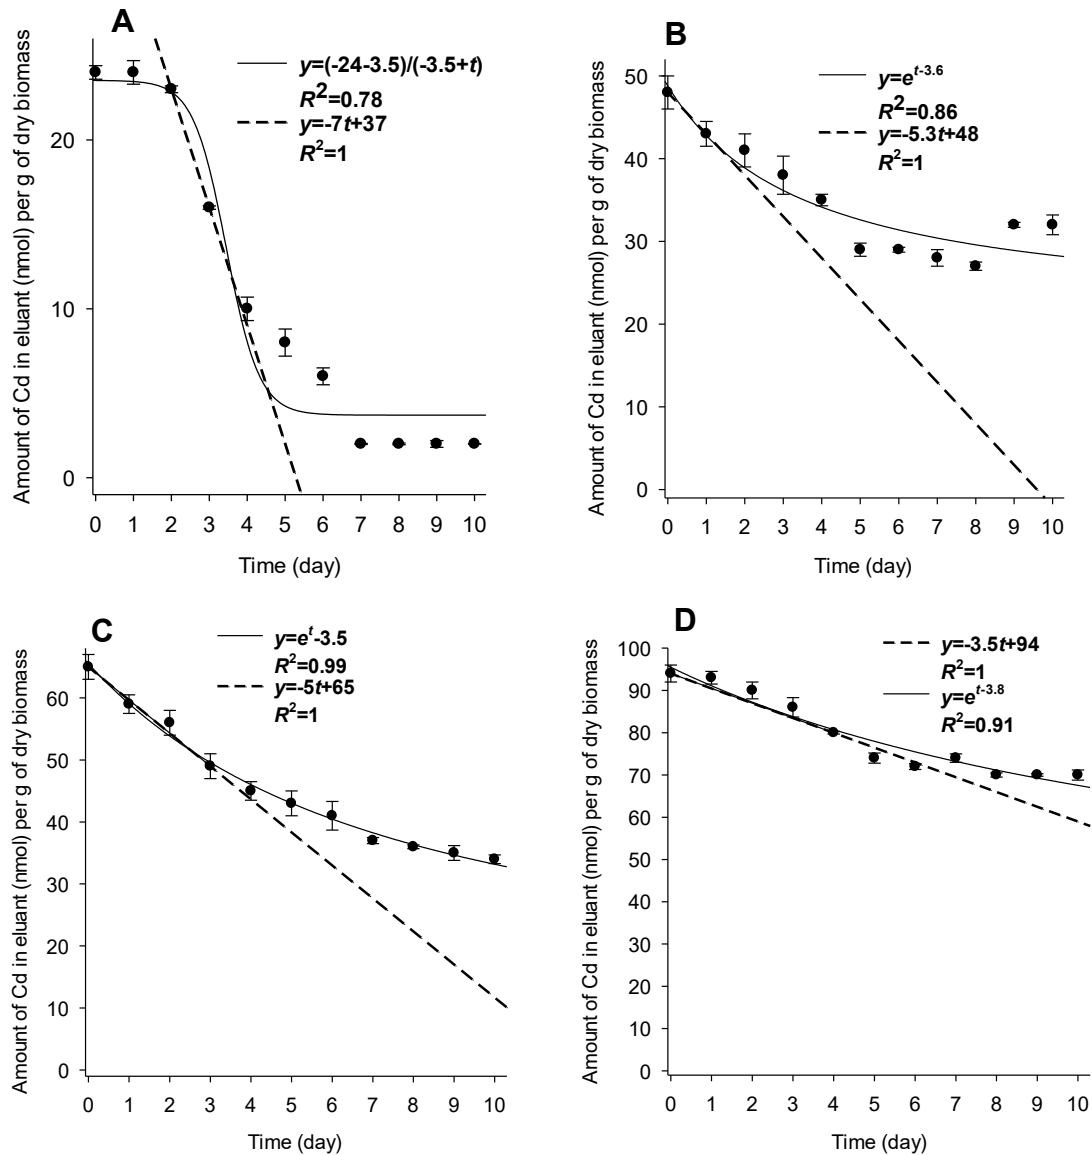 A
y=(-24-3.5)/(-3.5+t)
R²=0.78
y=-7t+37
R²=1
Amount of Cd in eluant (nmol) per g of dry biomass
20
10
0
0 1 2 3 4 5 6 7 8 9 10
Time (day)
B
y=e^{t-3.6}
R²=0.86
y=-5.3t+48
R²=1
Amount of Cd in eluant (nmol) per g of dry biomass
50
40
30
20
10
0
0 1 2 3 4 5 6 7 8 9 10
Time (day)
C
y=e^{t}-3.5
R²=0.99
y=-5t+65
R²=1
Amount of Cd in eluant (nmol) per g of dry biomass
60
50
40
30
20
10
0
0 1 2 3 4 5 6 7 8 9 10
Time (day)
D
y=-3.5t+94
R²=1
y=e^{t-3.8}
R²=0.91
Amount of Cd in eluant (nmol) per g of dry biomass
100
90
80
70
60
50
40
30
20
10
0
0 1 2 3 4 5 6 7 8 9 10
Time (day)